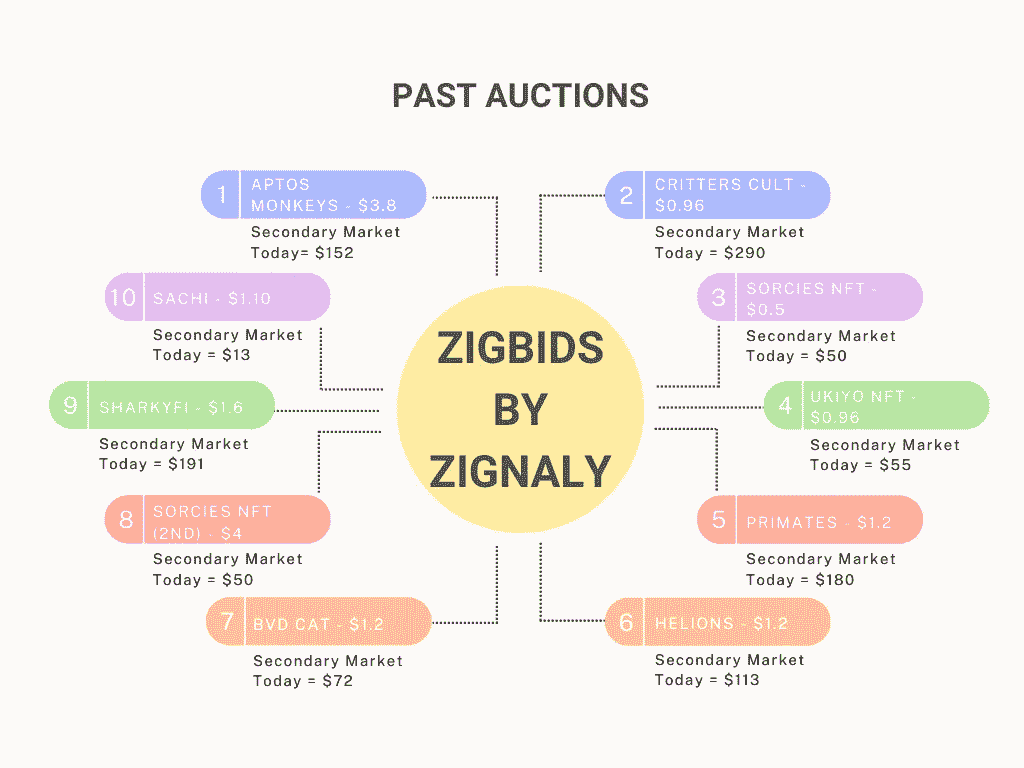 PAST AUCTIONS
1
APTOS
MONKEYS - $3.8
Secondary Market
Today= $152
2
CRITTERS CULT -
$0.96
Secondary Market
Today = $290
10
SACHI - $1.10
Secondary Market
Today = $13
3
SORCIES NFT -
$0.5
Secondary Market
Today = $50
ZIGBIDS
BY
ZIGNALY
9
SHARKYFI - $1.6
Secondary Market
Today = $191
4
UKIYO NFT -
$0.96
Secondary Market
Today = $55
8
SORCIES NFT
(2ND) - $4
Secondary Market
Today = $50
5
PRIMATES - $1.2
Secondary Market
Today = $180
7
BVD CAT - $1.2
Secondary Market
Today = $72
6
HELIONS - $1.2
Secondary Market
Today = $113